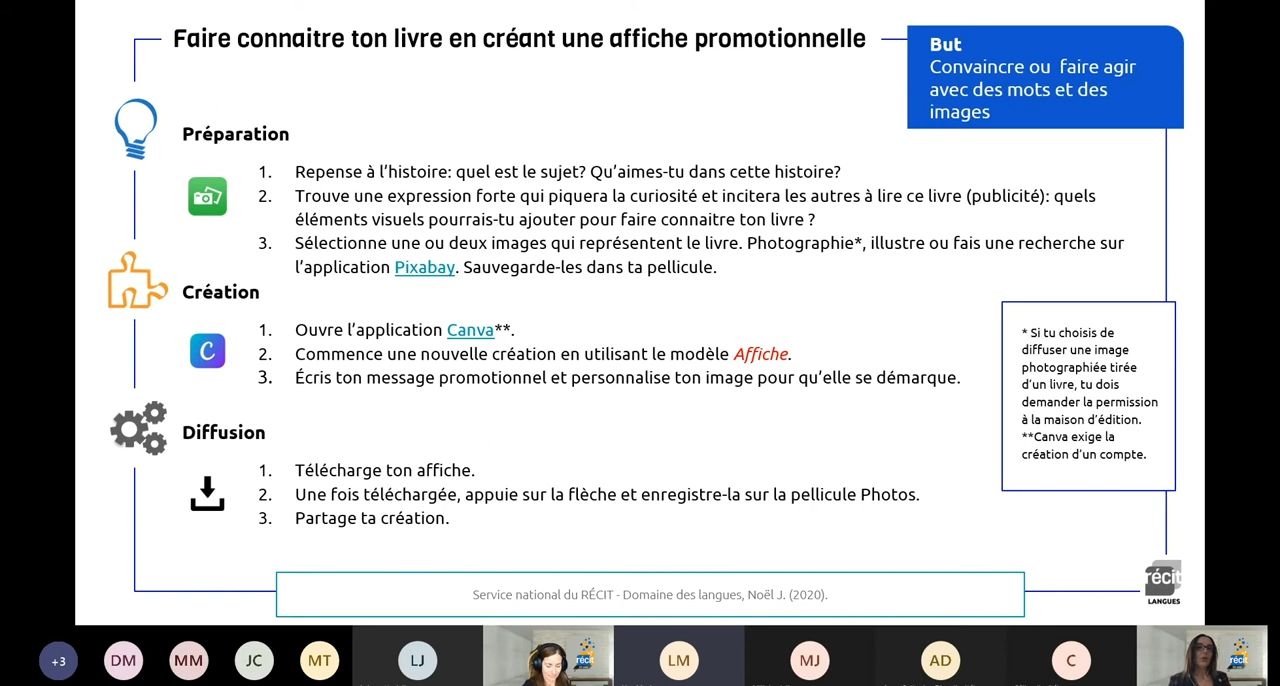 Faire connaitre ton livre en créant une affiche promotionnelle
But
Convaincre ou faire agir
avec des mots et des
images
Préparation
1. Repense à l'histoire: quel est le sujet? Qu'aimes-tu dans cette histoire?
2. Trouve une expression forte qui piquera la curiosité et incitera les autres à lire ce livre (publicité): quels
éléments visuels pourrais-tu ajouter pour faire connaitre ton livre ?
3. Sélectionne une ou deux images qui représentent le livre. Photographie*, illustre ou fais une recherche sur
l'application Pixabay. Sauvegarde-les dans ta pellicule.
Création
C
1. Ouvre l'application Canva**.
2. Commence une nouvelle création en utilisant le modèle Affiche.
3. Écris ton message promotionnel et personnalise ton image pour qu'elle se démarque.
* Si tu choisis de
diffuser une image
photographiée tirée
d'un livre, tu dois
demander la permission
à la maison d'édition.
**Canva exige la
création d'un compte.
Diffusion
1. Télécharge ton affiche.
2. Une fois téléchargée, appuie sur la flèche et enregistre-la sur la pellicule Photos.
3. Partage ta création.
Service national du RÉCIT - Domaine des langues, Noël J. (2020).
récit
LANGUES
+3
DM
MM
JC
MT
LJ
récit
LM
MJ
AD
C
récit